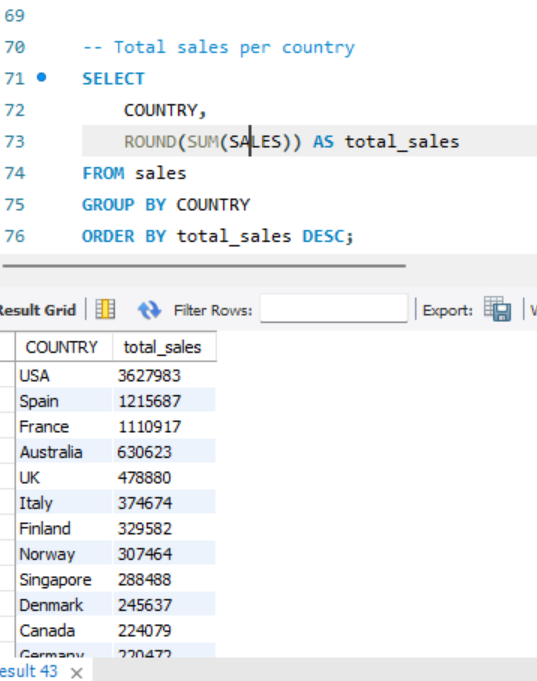 69
70 -- Total sales per country
71 SELECT
72 COUNTRY,
73 ROUND(SUM(SALES)) AS total_sales
74 FROM sales
75 GROUP BY COUNTRY
76 ORDER BY total_sales DESC;
Result Grid Filter Rows: Export:
COUNTRY total_sales
USA 3627983
Spain 1215687
France 1110917
Australia 630623
UK 478880
Italy 374674
Finland 329582
Norway 307464
Singapore 288488
Denmark 245637
Canada 224079
Germany 220472
esult 43